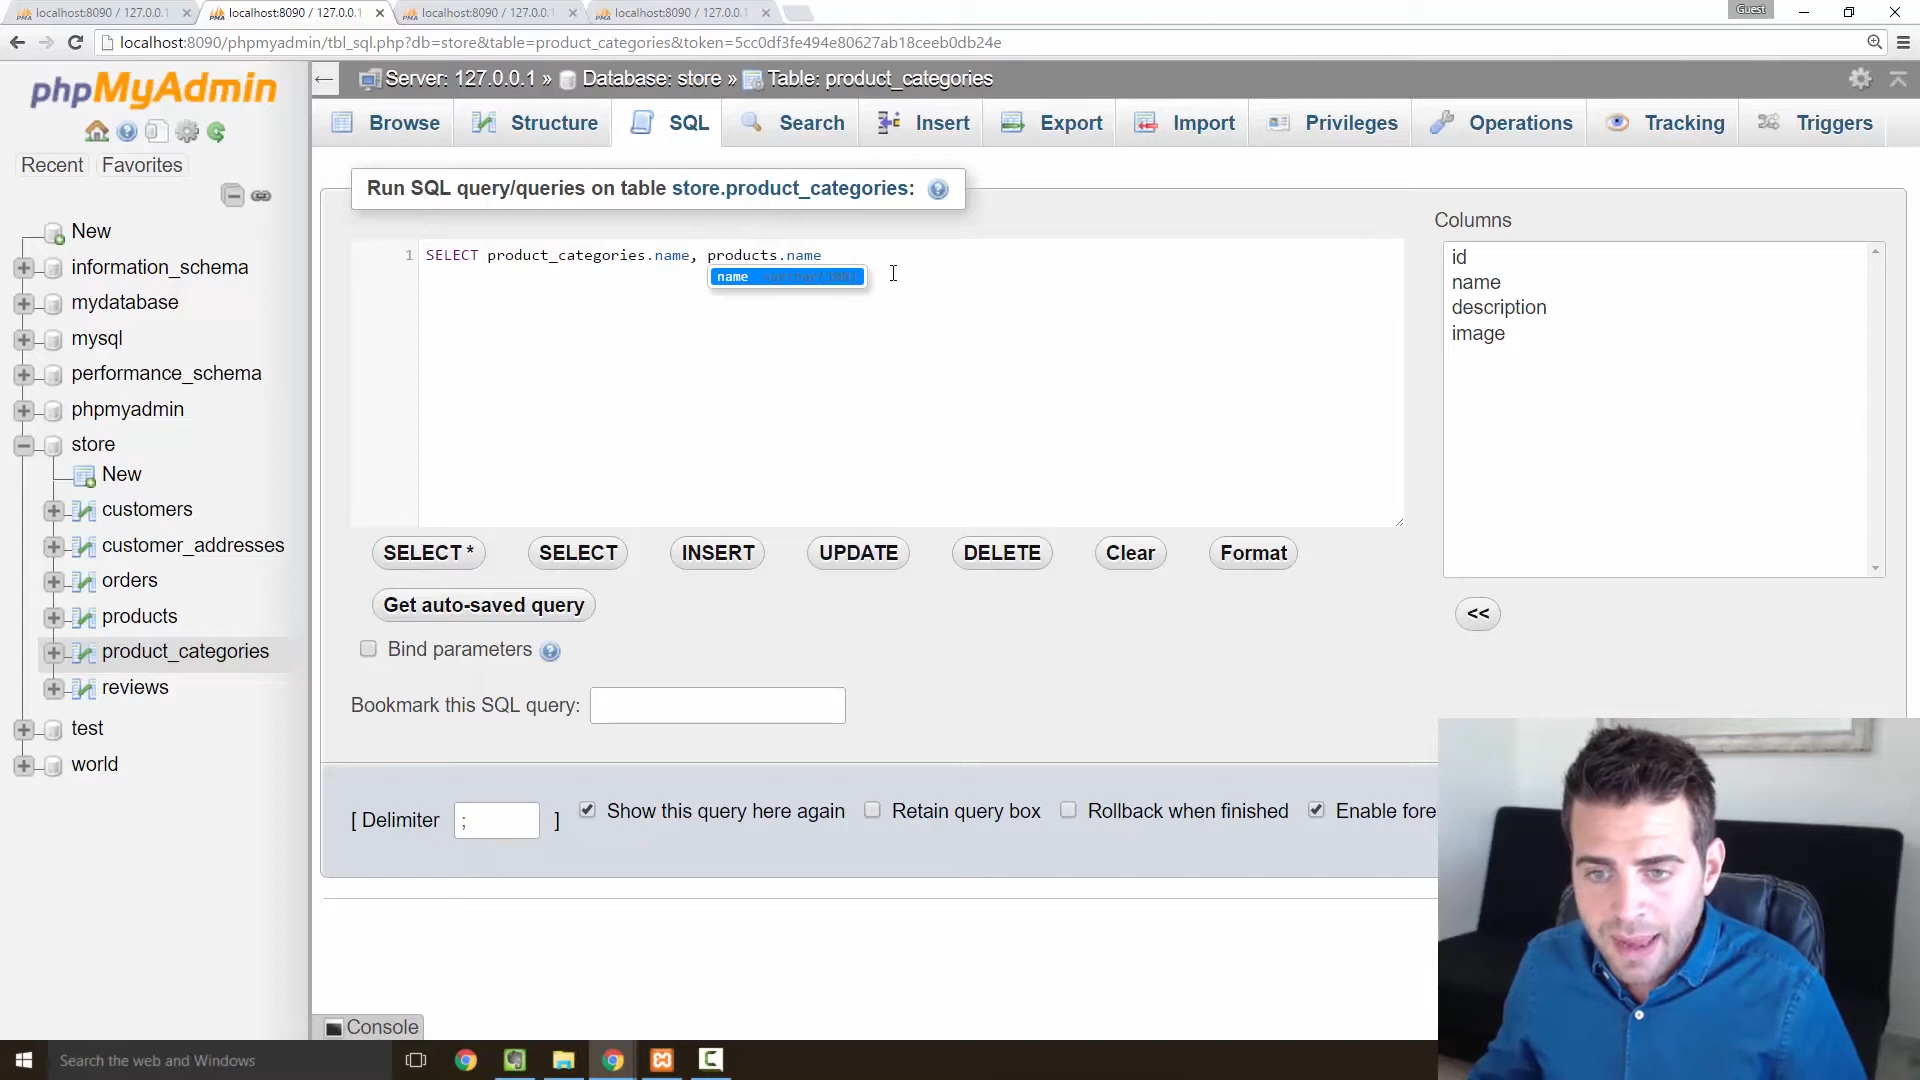 localhost:8090 / 127.0.0.1
localhost:8090 / 127.0.0.1
localhost:8090 / 127.0.0.1
localhost:8090 / 127.0.0.1
Guest
localhost:8090/phpmyadmin/tbl_sql.php?db=store&table=product_categories&token=5cc0df3fe494e80627ab18ceeb0db24e
phpMyAdmin
Recent
Favorites
New
information_schema
mydatabase
mysql
performance_schema
phpmyadmin
store
New
customers
customer_addresses
orders
products
product_categories
reviews
test
world
Server: 127.0.0.1 » Database: store » Table: product_categories
Browse
Structure
SQL
Search
Insert
Export
Import
Privileges
Operations
Tracking
Triggers
Run SQL query/queries on table store.product_categories:
1 SELECT product_categories.name, products.name
name varchar(100)
Columns
id
name
description
image
SELECT *
SELECT
INSERT
UPDATE
DELETE
Clear
Format
Get auto-saved query
<<
Bind parameters
Bookmark this SQL query:
[ Delimiter ; ]
Show this query here again
Retain query box
Rollback when finished
Enable fore
Console
Search the web and Windows